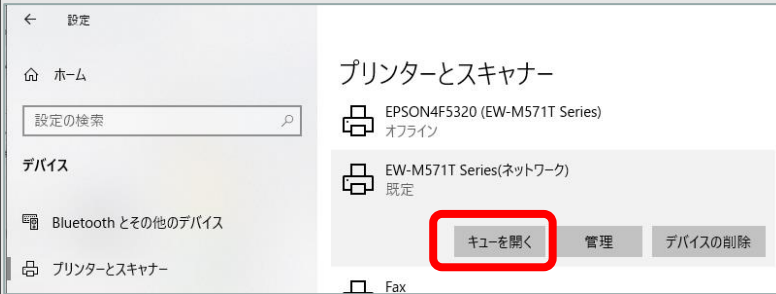 ← 設定
ホーム
設定の検索
デバイス
Bluetooth とその他のデバイス
プリンターとスキャナー
プリンターとスキャナー
EPSON4F5320 (EW-M571T Series)
オフライン
EW-M571T Series(ネットワーク)
既定
キューを開く 管理 デバイスの削除
Fax